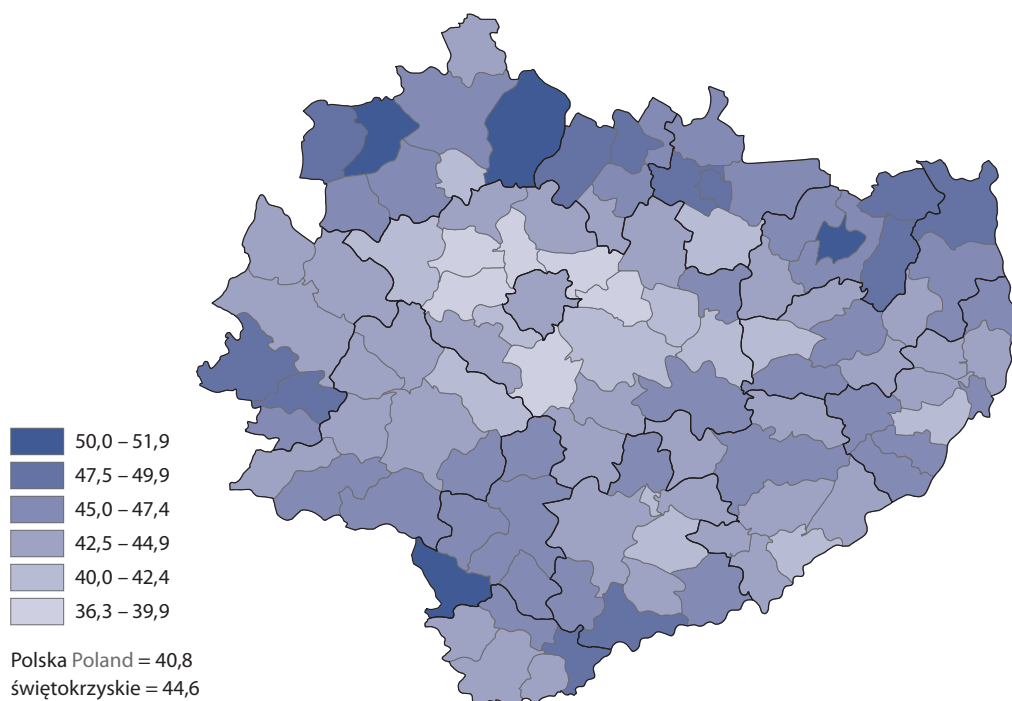 50,0 – 51,9
47,5 – 49,9
45,0 – 47,4
42,5 – 44,9
40,0 – 42,4
36,3 – 39,9
Polska Poland = 40,8
świętokrzyskie = 44,6